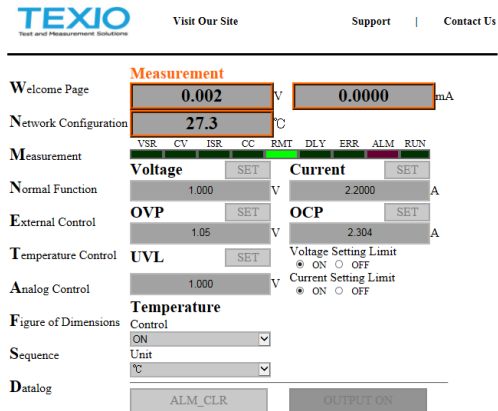 TEXIO
Test and Measurement Solutions
Visit Our Site
Support | Contact Us
Welcome Page
Network Configuration
Measurement
Normal Function
External Control
Temperature Control
Analog Control
Figure of Dimensions
Sequence
Datalog
Measurement
0.002 V 0.0000 mA
27.3 ℃
VSR CV ISR CC RMT DLY ERR ALM RUN
Voltage SET Current SET
1.000 V 2.2000 A
OVP SET OCP SET
1.05 V 2.304 A
UVL SET
1.000 V
Voltage Setting Limit
ON OFF
Current Setting Limit
ON OFF
Temperature
Control
ON
Unit
℃
ALM_CLR OUTPUT ON